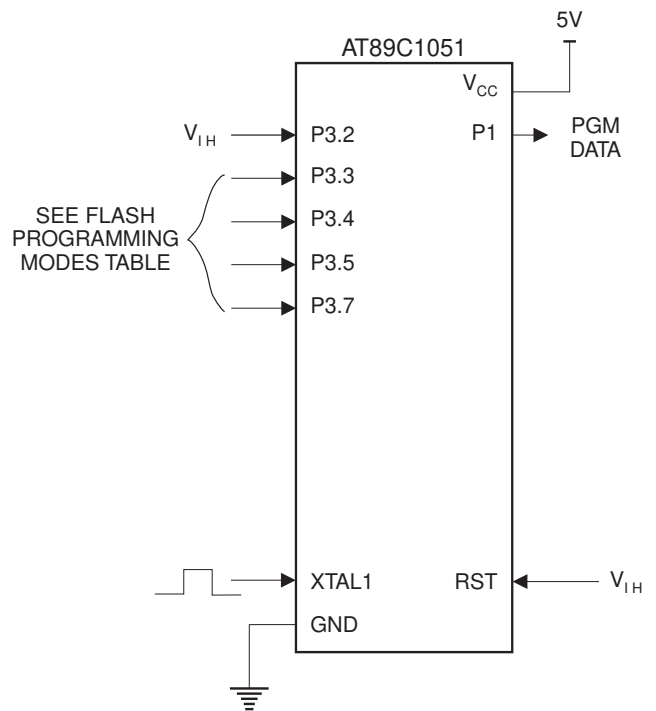 5V
AT89C1051
VCC
VIH
P3.2
P1
PGM
DATA
P3.3
SEE FLASH
PROGRAMMING
MODES TABLE
P3.4
P3.5
P3.7
XTAL1
RST
VIH
GND